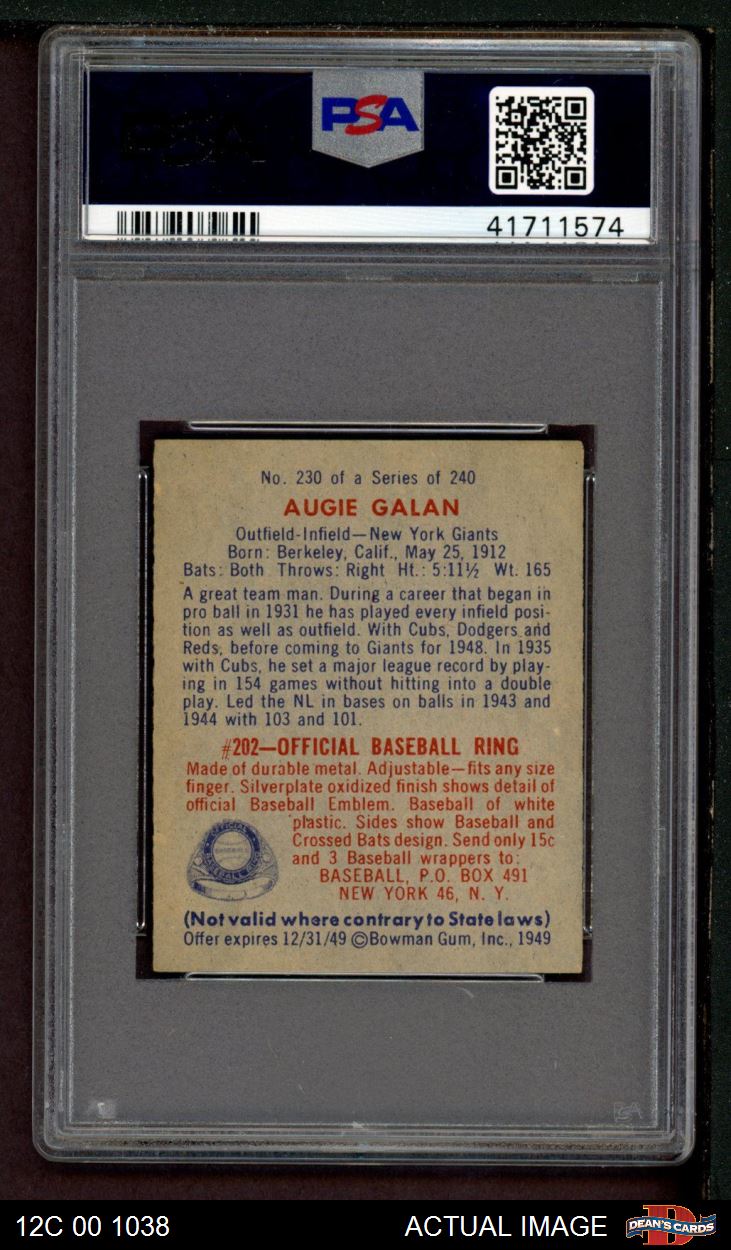 PSA
41711574
No. 230 of a Series of 240
AUGIE GALAN
Outfield-Infield—New York Giants
Born: Berkeley, Calif., May 25, 1912
Bats: Both Throws: Right Ht.: 5:11½ Wt. 165
A great team man. During a career that began in
pro ball in 1931 he has played every infield posi-
tion as well as outfield. With Cubs, Dodgers and
Reds, before coming to Giants for 1948. In 1935
with Cubs, he set a major league record by play-
ing in 154 games without hitting into a double
play. Led the NL in bases on balls in 1943 and
1944 with 103 and 101.
#202—OFFICIAL BASEBALL RING
Made of durable metal. Adjustable—fits any size
finger. Silverplate oxidized finish shows detail of
official Baseball Emblem. Baseball of white
plastic. Sides show Baseball and
Crossed Bats design. Send only 15c
and 3 Baseball wrappers to:
BASEBALL, P.O. BOX 491
NEW YORK 46, N. Y.
OFFICIAL
BASEBALL
BASEBALL RING
(Not valid where contrary to State laws)
Offer expires 12/31/49 ©Bowman Gum, Inc., 1949
PSA
12C 00 1038
ACTUAL IMAGE
DEAN'S CARDS